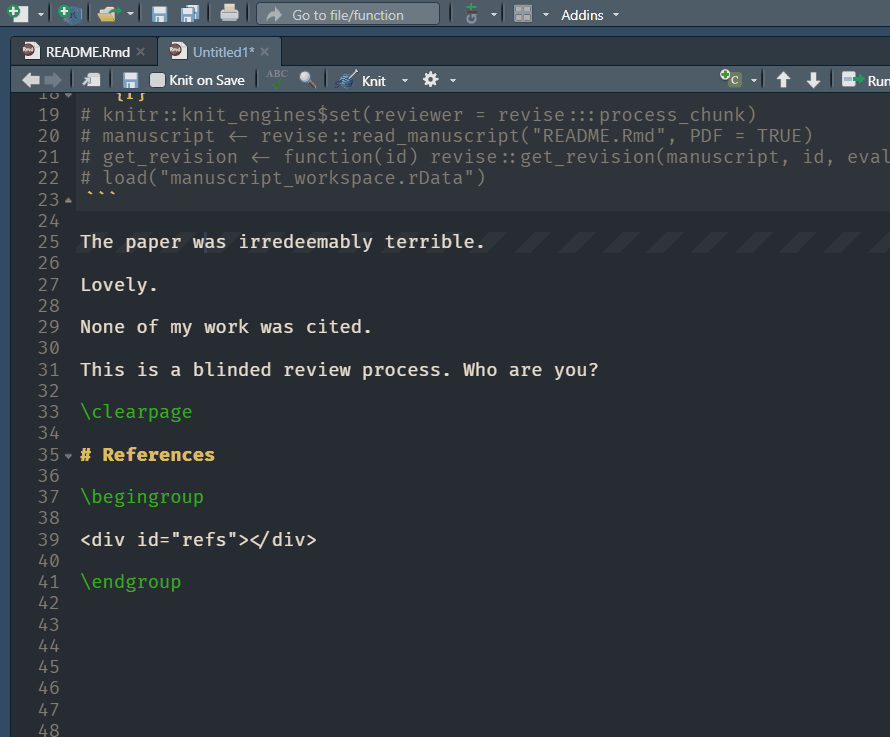 Go to file/function
Addins
README.Rmd
Untitled1*
Knit on Save
ABC
Knit
C
Run
18 {r}
19 # knitr::knit_engines$set(reviewer = revise:::process_chunk)
20 # manuscript <- revise::read_manuscript("README.Rmd", PDF = TRUE)
21 # get_revision <- function(id) revise::get_revision(manuscript, id, eval
22 # load("manuscript_workspace.rData")
23 ```
24
25 The paper was irredeemably terrible.
26
27 Lovely.
28
29 None of my work was cited.
30
31 This is a blinded review process. Who are you?
32
33 \clearpage
34
35 # References
36
37 \begingroup
38
39 <div id="refs"></div>
40
41 \endgroup
42
43
44
45
46
47
48